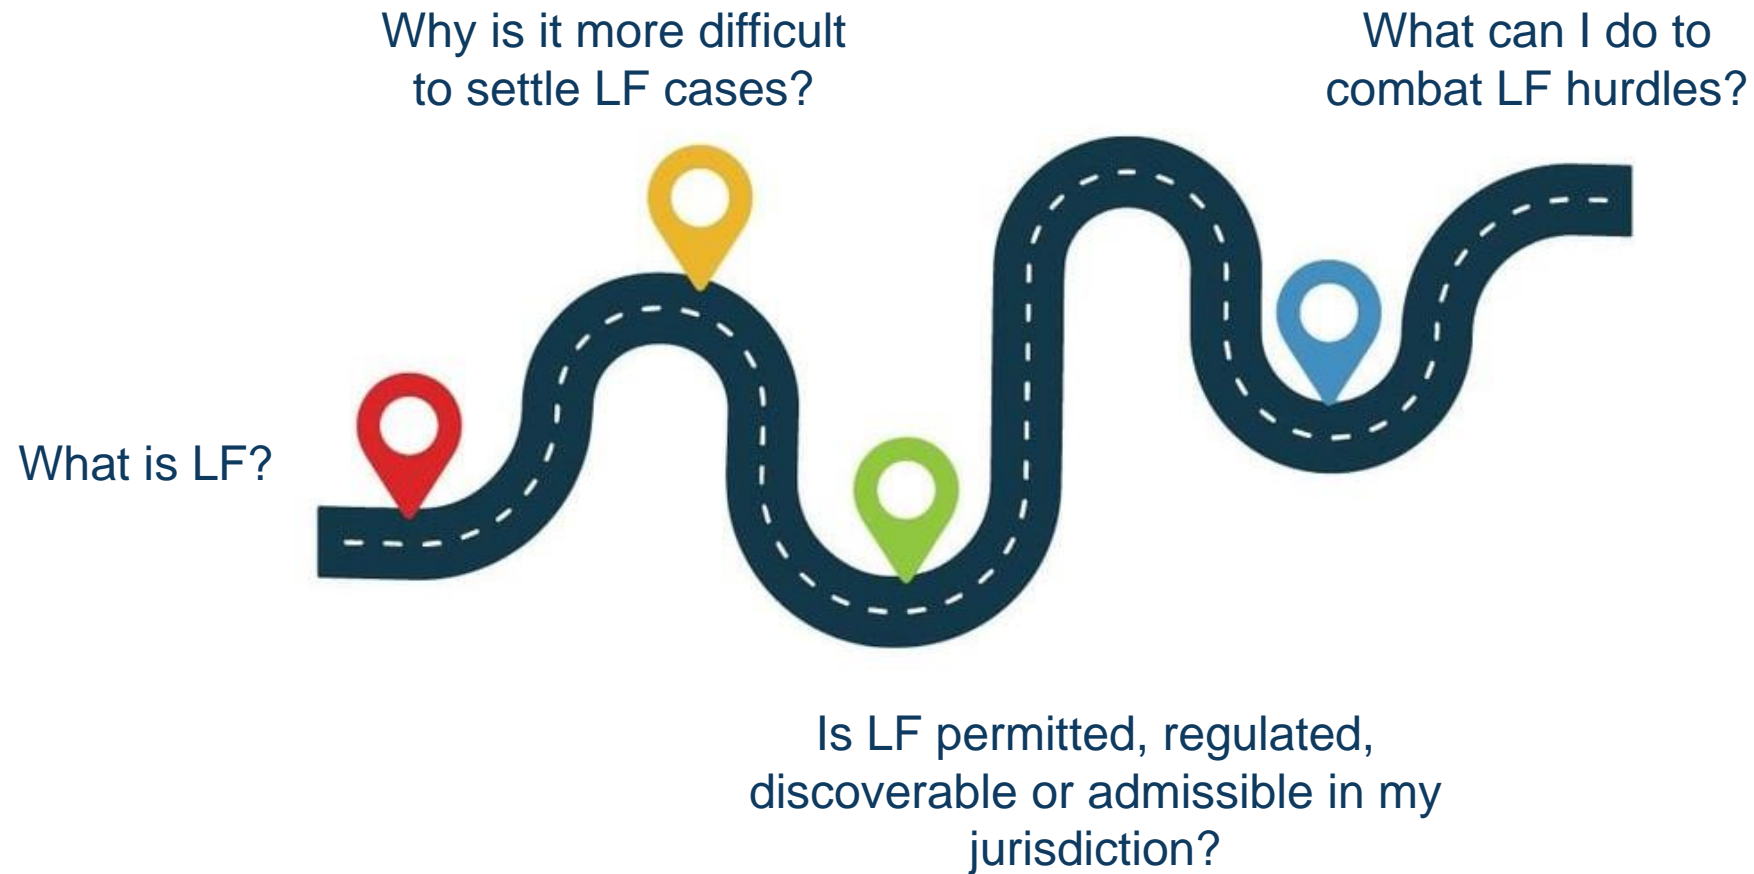 Why is it more difficult
to settle LF cases?
What can I do to
combat LF hurdles?
What is LF?
Is LF permitted, regulated,
discoverable or admissible in my
jurisdiction?